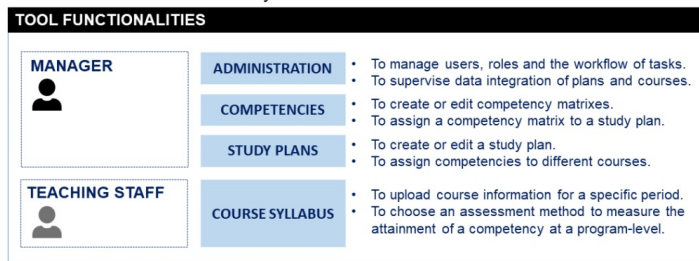 TOOL FUNCTIONALITIES
MANAGER
ADMINISTRATION
• To manage users, roles and the workflow of tasks.
• To supervise data integration of plans and courses.
COMPETENCIES
• To create or edit competency matrixes.
• To assign a competency matrix to a study plan.
STUDY PLANS
• To create or edit a study plan.
• To assign competencies to different courses.
TEACHING STAFF
COURSE SYLLABUS
• To upload course information for a specific period.
• To choose an assessment method to measure the
attainment of a competency at a program-level.